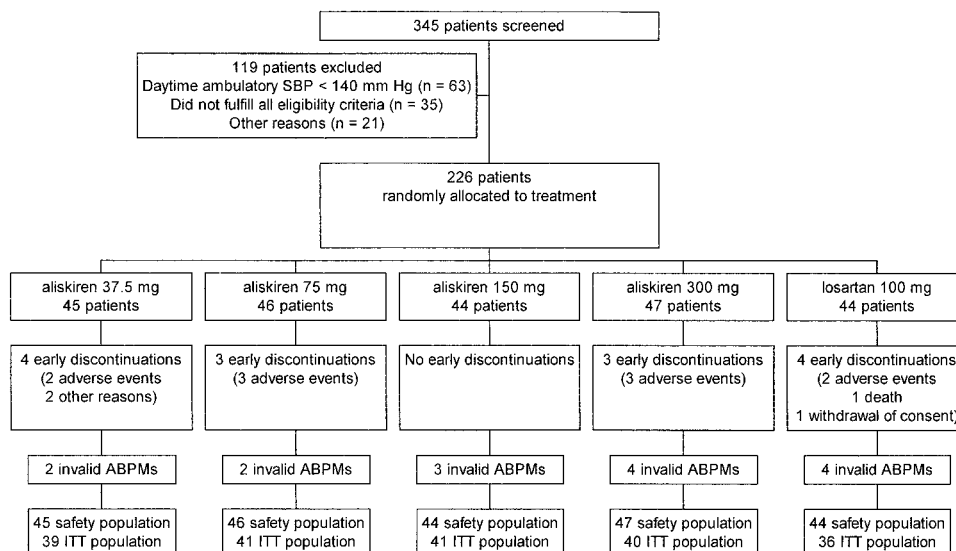 345 patients screened
119 patients excluded
Daytime ambulatory SBP < 140 mm Hg (n = 63)
Did not fulfill all eligibility criteria (n = 35)
Other reasons (n = 21)
226 patients
randomly allocated to treatment
aliskiren 37.5 mg
45 patients
aliskiren 75 mg
46 patients
aliskiren 150 mg
44 patients
aliskiren 300 mg
47 patients
losartan 100 mg
44 patients
4 early discontinuations
(2 adverse events
2 other reasons)
3 early discontinuations
(3 adverse events)
No early discontinuations
3 early discontinuations
(3 adverse events)
4 early discontinuations
(2 adverse events
1 death
1 withdrawal of consent)
2 invalid ABPMs
2 invalid ABPMs
3 invalid ABPMs
4 invalid ABPMs
4 invalid ABPMs
45 safety population
39 ITT population
46 safety population
41 ITT population
44 safety population
41 ITT population
47 safety population
40 ITT population
44 safety population
36 ITT population